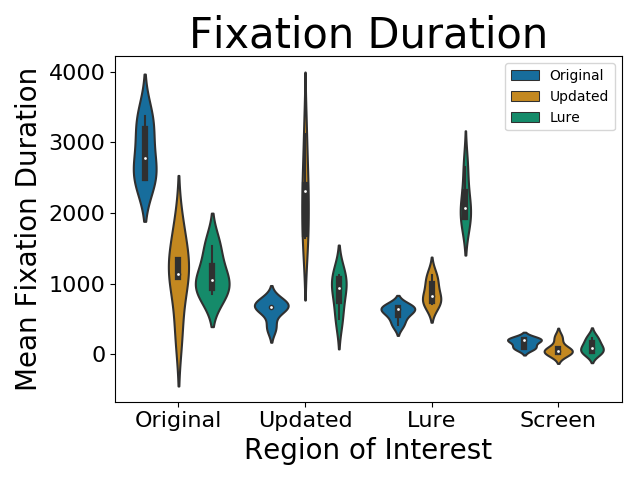 Fixation Duration
Mean Fixation Duration
4000
3000
2000
1000
0
Original
Updated
Lure
Original Updated Lure Screen
Region of Interest